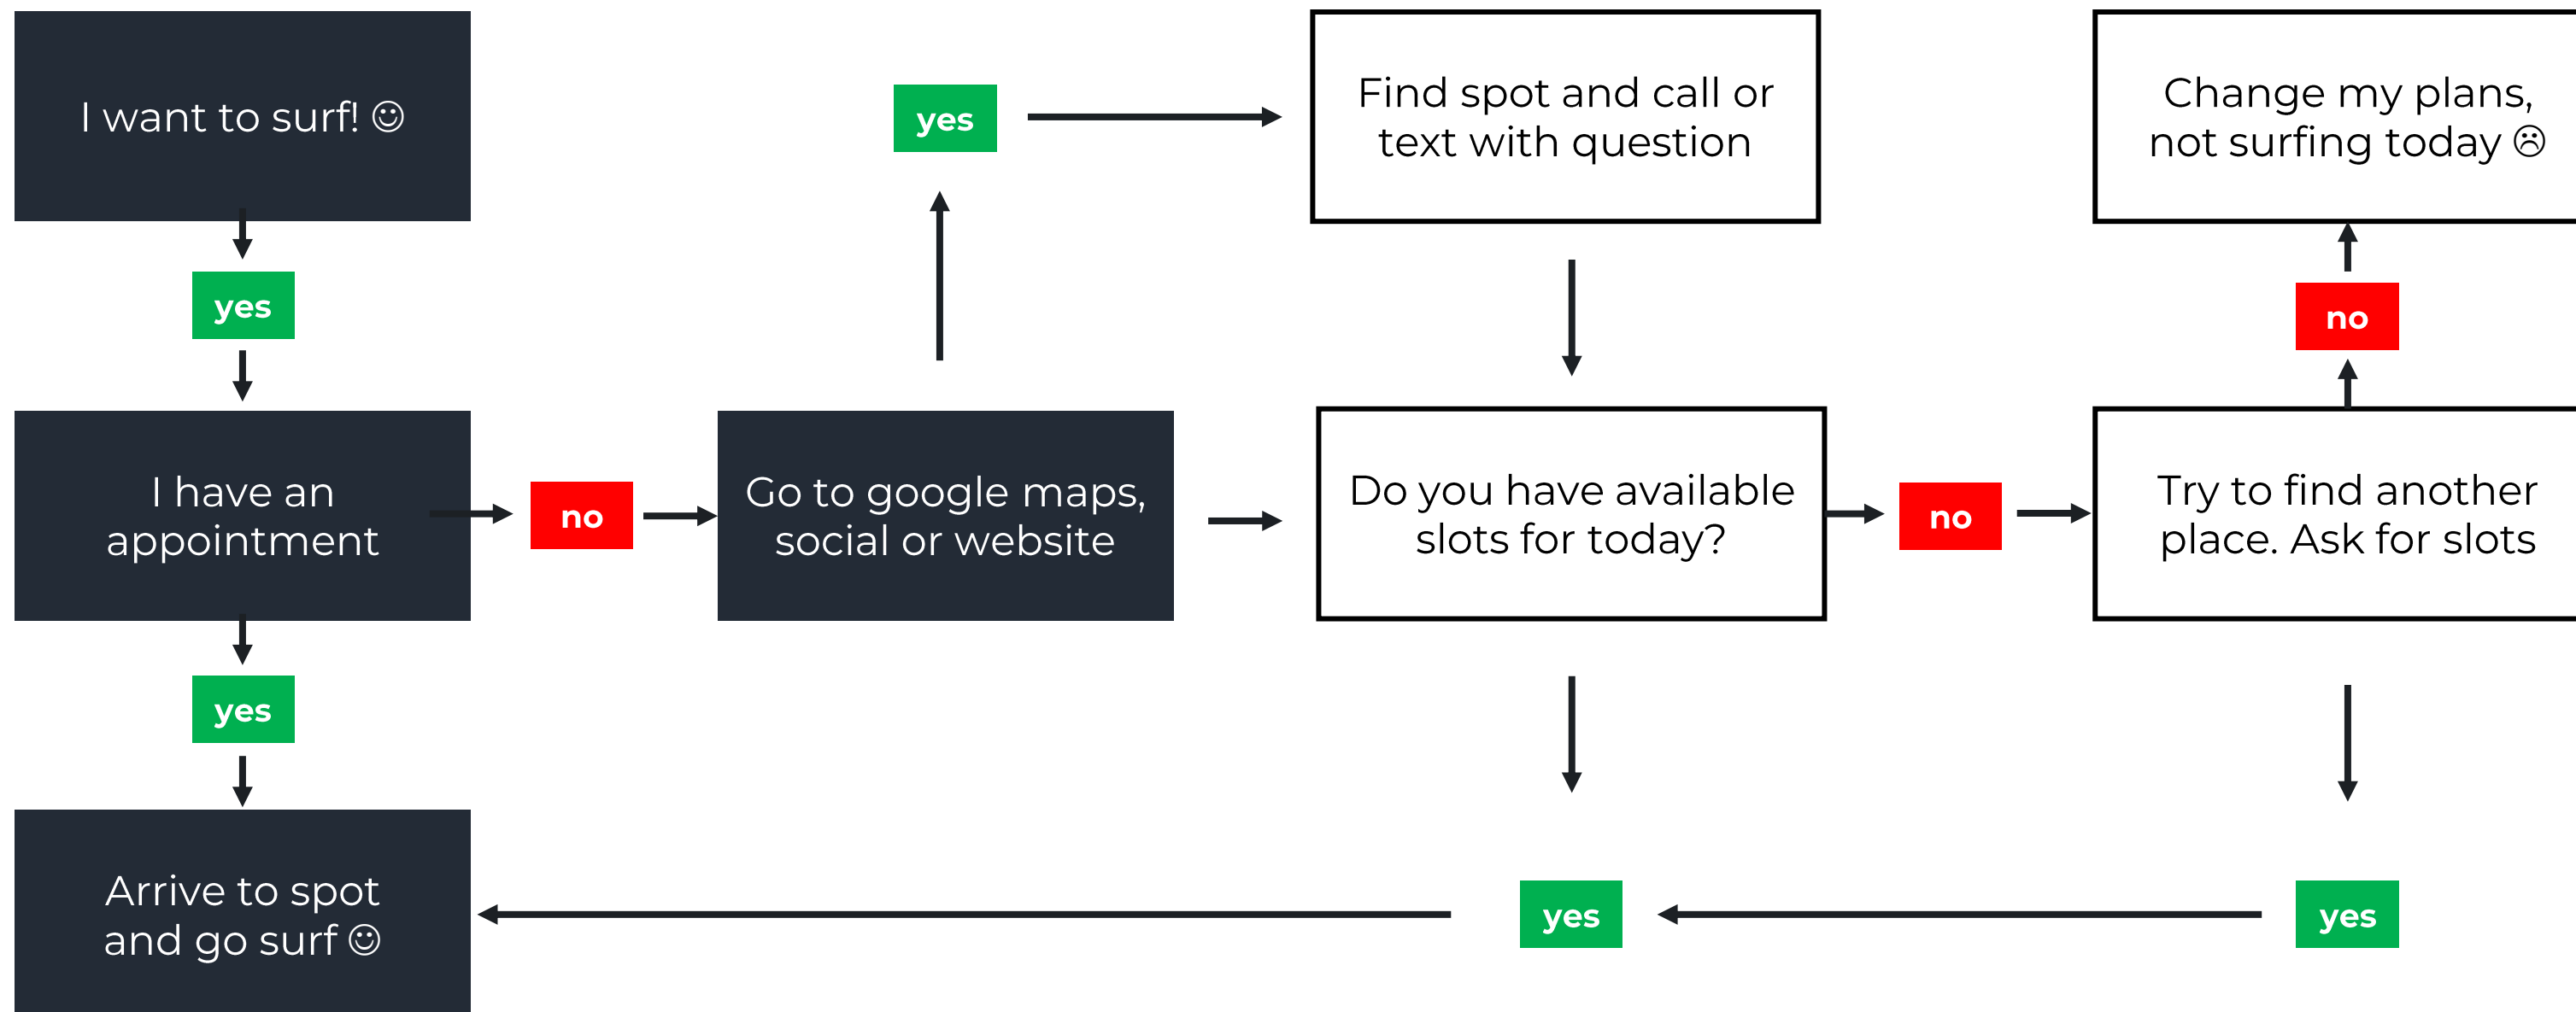 I want to surf! ☺
yes
I have an
appointment
yes
Arrive to spot
and go surf ☺
no
Go to google maps,
social or website
yes
Find spot and call or
text with question
Do you have available
slots for today?
yes
no
Try to find another
place. Ask for slots
no
Change my plans,
not surfing today ☹
yes